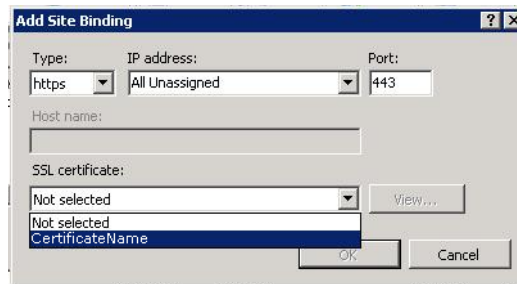 Add Site Binding
Type: IP address: Port:
https All Unassigned 443
Host name:
SSL certificate:
Not selected View...
Not selected
CertificateName
OK Cancel